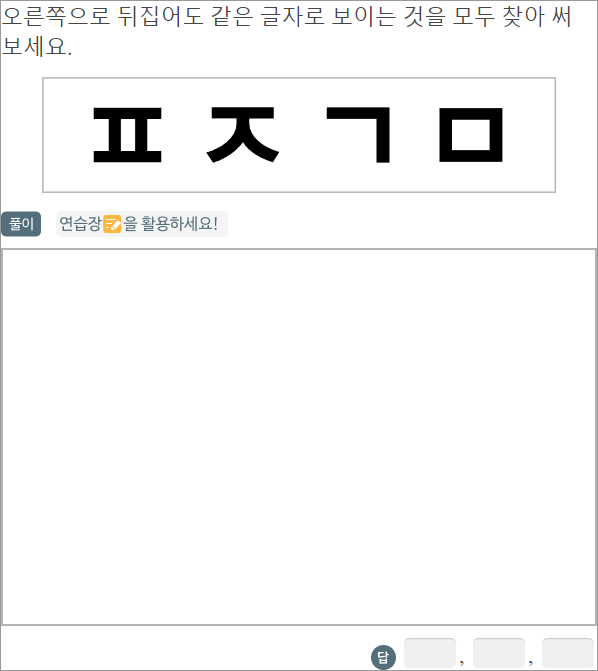 오른쪽으로 뒤집어도 같은 글자로 보이는 것을 모두 찾아 써
보세요.
ㅍ ㅈ ㄱ ㅁ
풀이 연습장📝을 활용하세요!
답 , ,